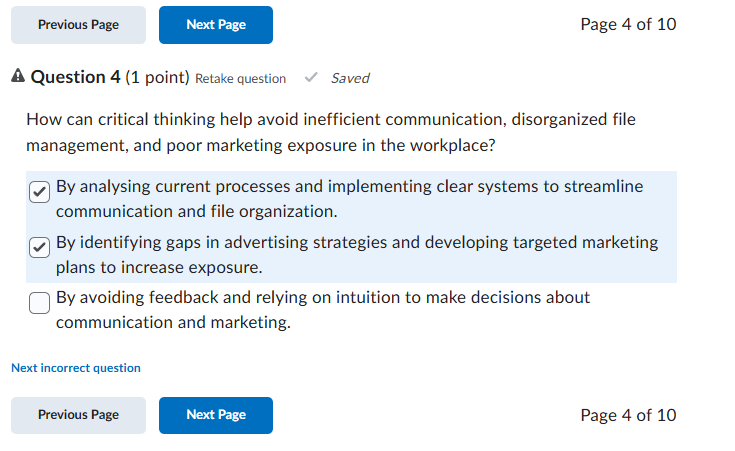 Previous Page
Next Page
Page 4 of 10
Question 4 (1 point) Retake question Saved
How can critical thinking help avoid inefficient communication, disorganized file
management, and poor marketing exposure in the workplace?
By analysing current processes and implementing clear systems to streamline
communication and file organization.
By identifying gaps in advertising strategies and developing targeted marketing
plans to increase exposure.
By avoiding feedback and relying on intuition to make decisions about
communication and marketing.
Next incorrect question
Previous Page
Next Page
Page 4 of 10